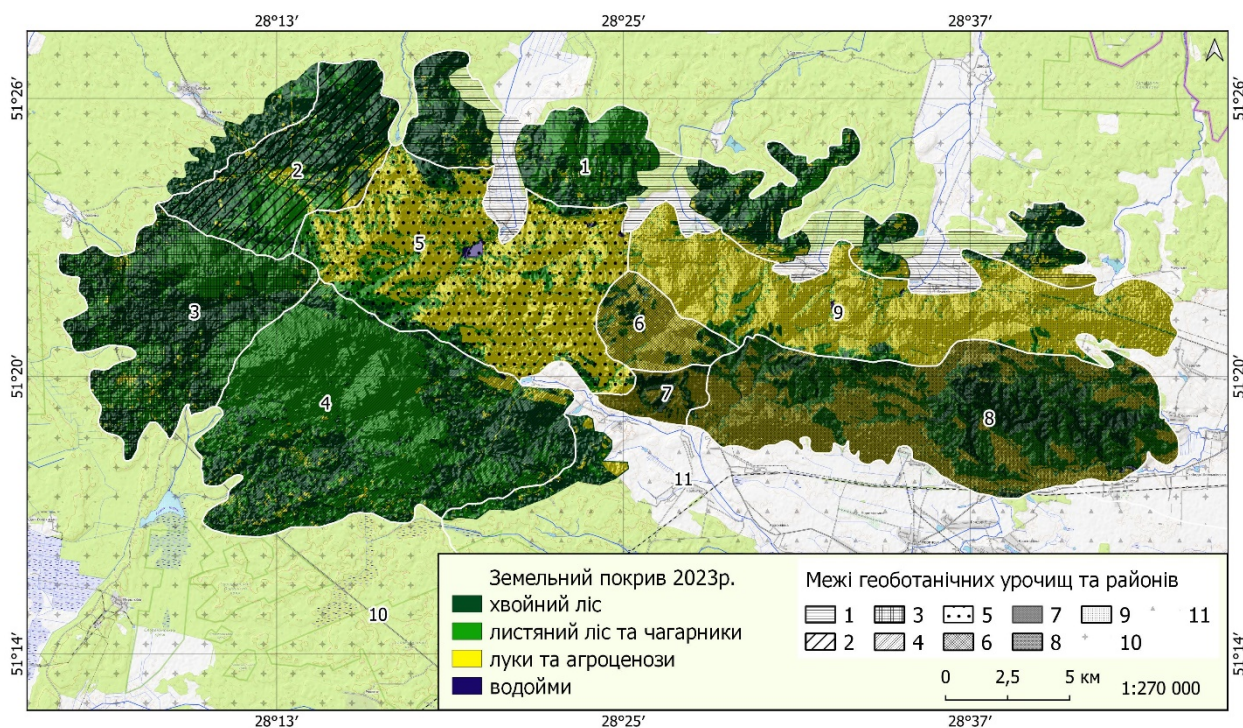 28°13′ 28°25′ 28°37′
51°26′ 51°26′
1
2
5
3
9
6
51°20′ 51°20′
7
4
8
11
10
Земельний покрив 2023р.
хвойний ліс
листяний ліс та чагарники
луки та агроценози
водойми
Межі геоботанічних урочищ та районів
1 3 5 7 9 11
2 4 6 8 10
0 2,5 5 км
1:270 000
51°14′ 51°14′
28°13′ 28°25′ 28°37′